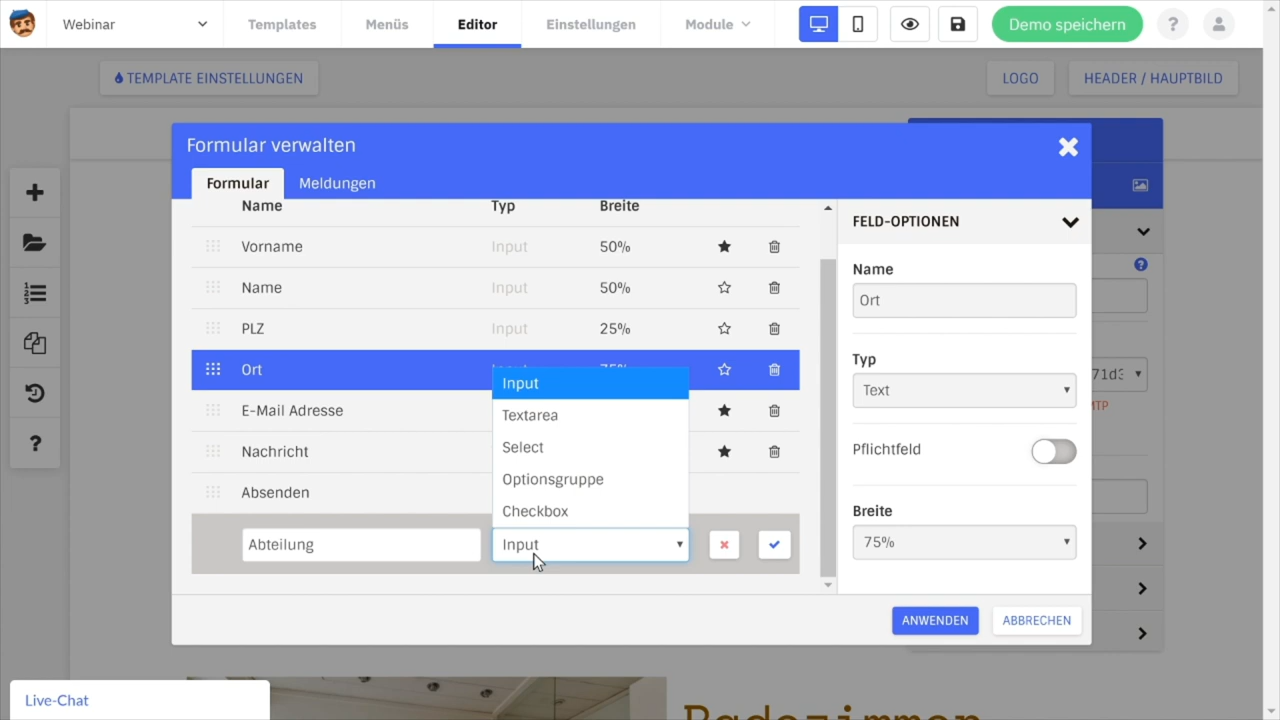 Webinar
Templates
Menüs
Editor
Einstellungen
Module
Demo speichern
?
TEMPLATE EINSTELLUNGEN
LOGO
HEADER / HAUPTBILD
Formular verwalten
Formular
Meldungen
Name Typ Breite
Vorname Input 50%
Name Input 50%
PLZ Input 25%
Ort
E-Mail Adresse
Nachricht
Absenden
Abteilung
Input
Input
Textarea
Select
Optionsgruppe
Checkbox
FELD-OPTIONEN
Name
Ort
Typ
Text
Pflichtfeld
Breite
75%
ANWENDEN
ABBRECHEN
?
?
71d3
Live-Chat